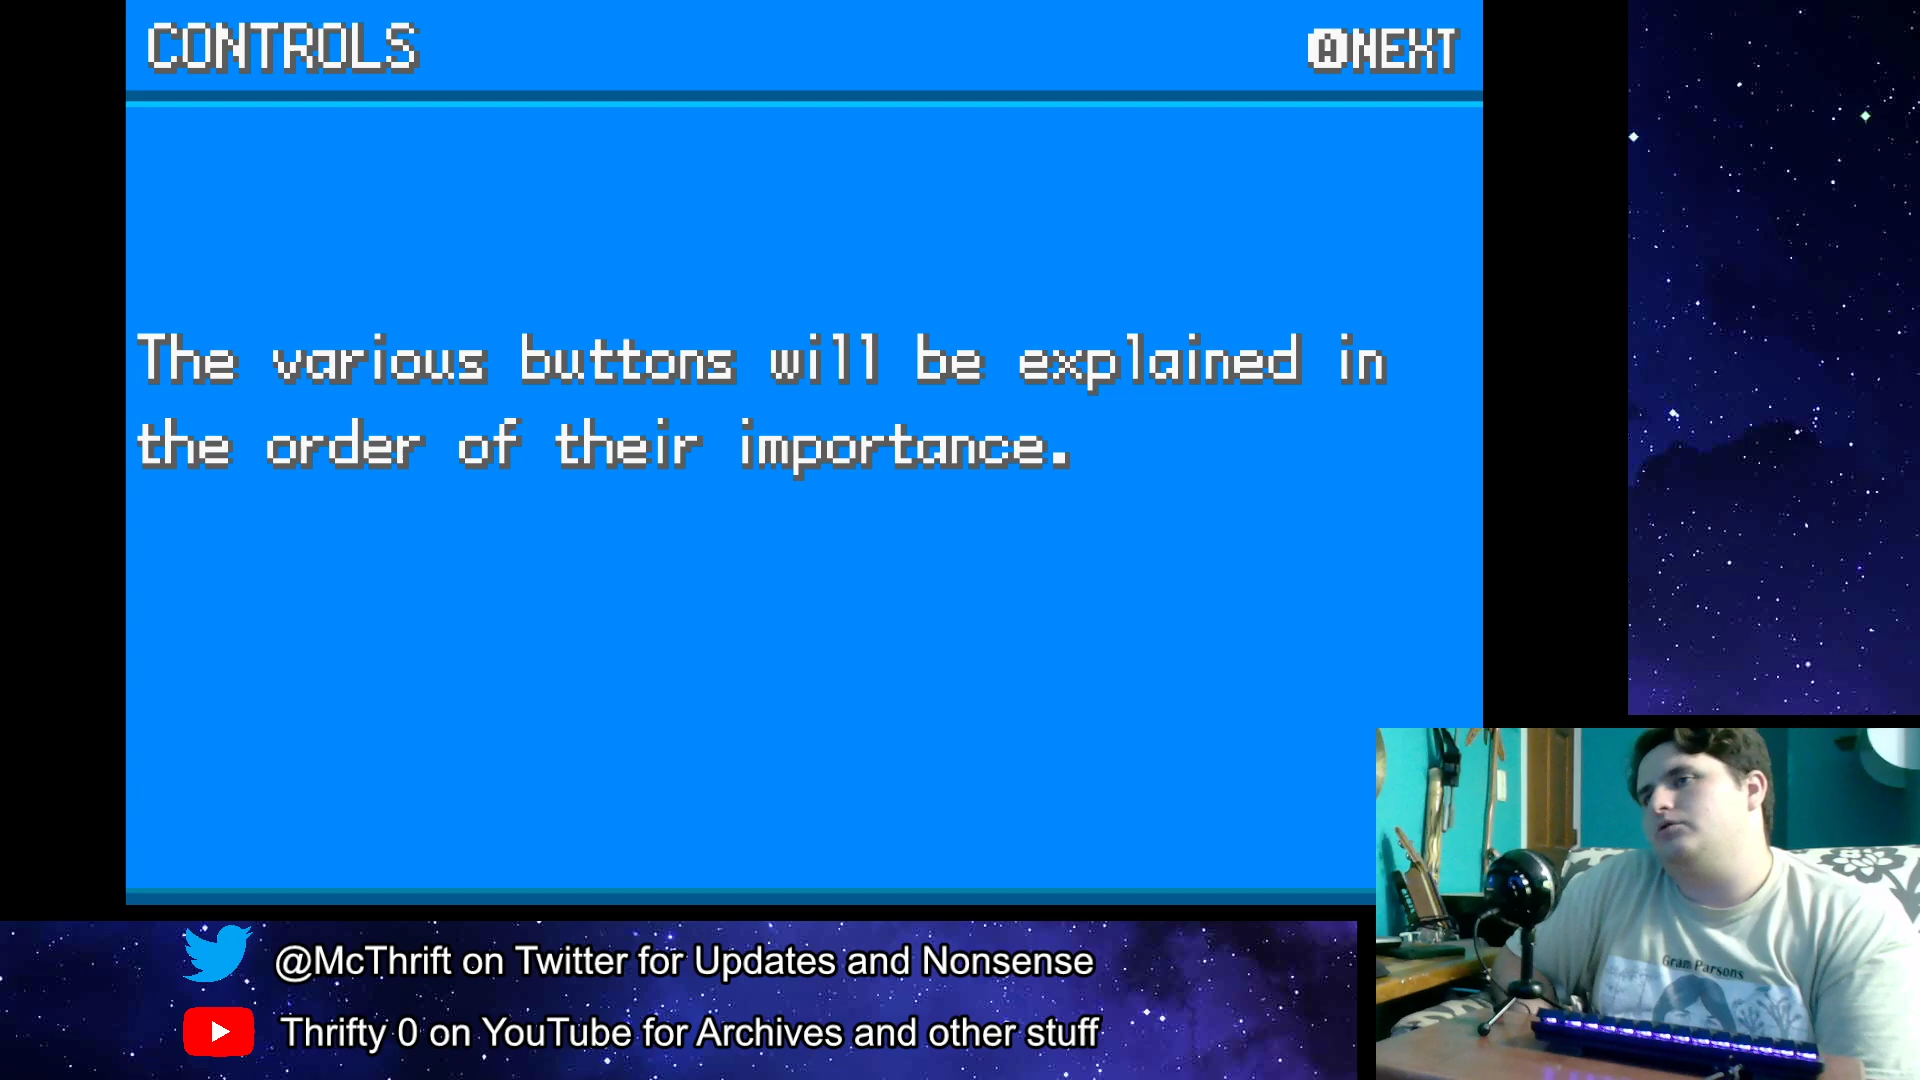 CONTROLS
ⒶNEXT
The various buttons will be explained in
the order of their importance.
@McThrift on Twitter for Updates and Nonsense
Thrifty 0 on YouTube for Archives and other stuff
Gram Parsons